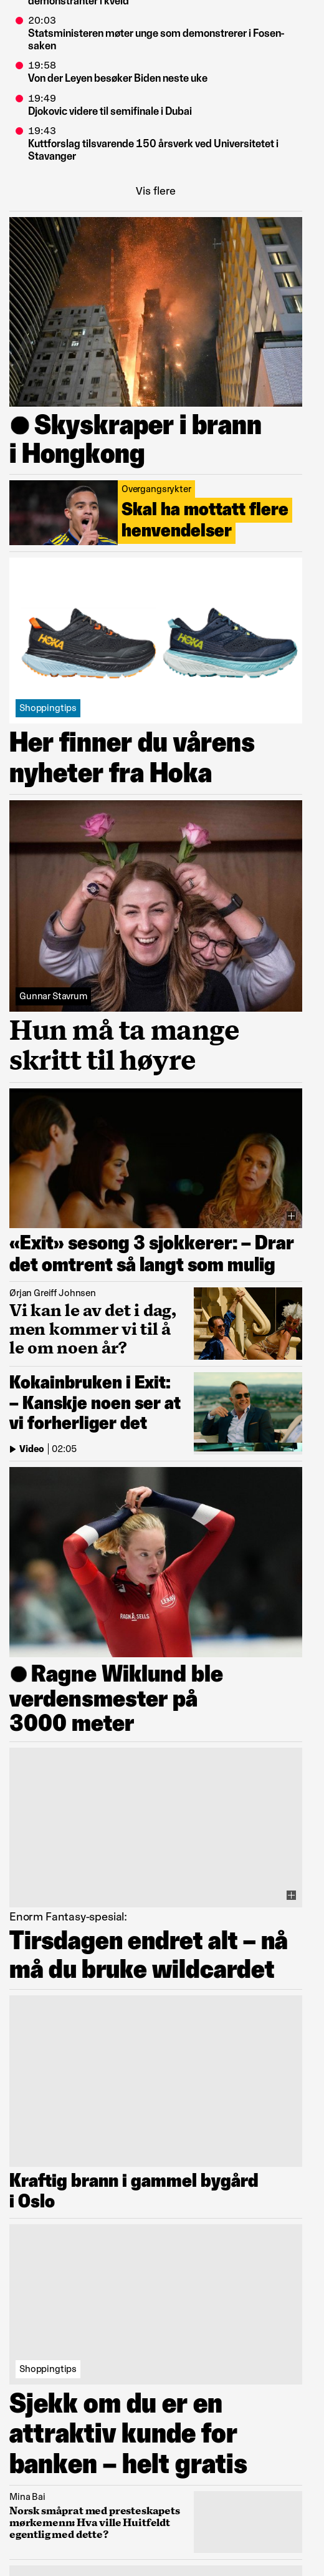 demonstranter i kveld
20:03
Statsministeren møter unge som demonstrerer i Fosen-
saken
19:58
Von der Leyen besøker Biden neste uke
19:49
Djokovic videre til semifinale i Dubai
19:43
Kuttforslag tilsvarende 150 årsverk ved Universitetet i
Stavanger
Vis flere
Skyskraper i brann
i Hongkong
Overgangsrykter
Skal ha mottatt flere
henvendelser
HOKA
HOKA
Shoppingtips
Her finner du vårens
nyheter fra Hoka
Gunnar Stavrum
Hun må ta mange
skritt til høyre
«Exit» sesong 3 sjokkerer: – Drar
det omtrent så langt som mulig
Ørjan Greiff Johnsen
Vi kan le av det i dag,
men kommer vi til å
le om noen år?
Kokainbruken i Exit:
– Kanskje noen ser at
vi forherliger det
Video | 02:05
Ragne Wiklund ble
verdensmester på
3000 meter
Enorm Fantasy-spesial:
Tirsdagen endret alt – nå
må du bruke wildcardet
Kraftig brann i gammel bygård
i Oslo
Shoppingtips
Sjekk om du er en
attraktiv kunde for
banken – helt gratis
Mina Bai
Norsk småprat med presteskapets
mørkemenn: Hva ville Huitfeldt
egentlig med dette?